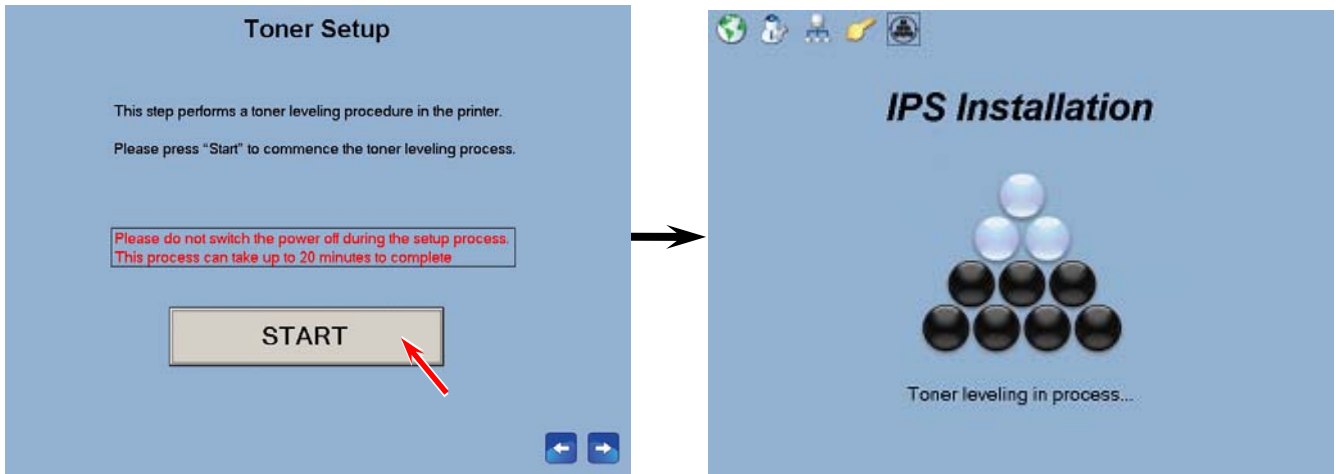 Toner Setup
This step performs a toner leveling procedure in the printer.
Please press “Start” to commence the toner leveling process.
Please do not switch the power off during the setup process.
This process can take up to 20 minutes to complete
START
IPS Installation
Toner leveling in process...